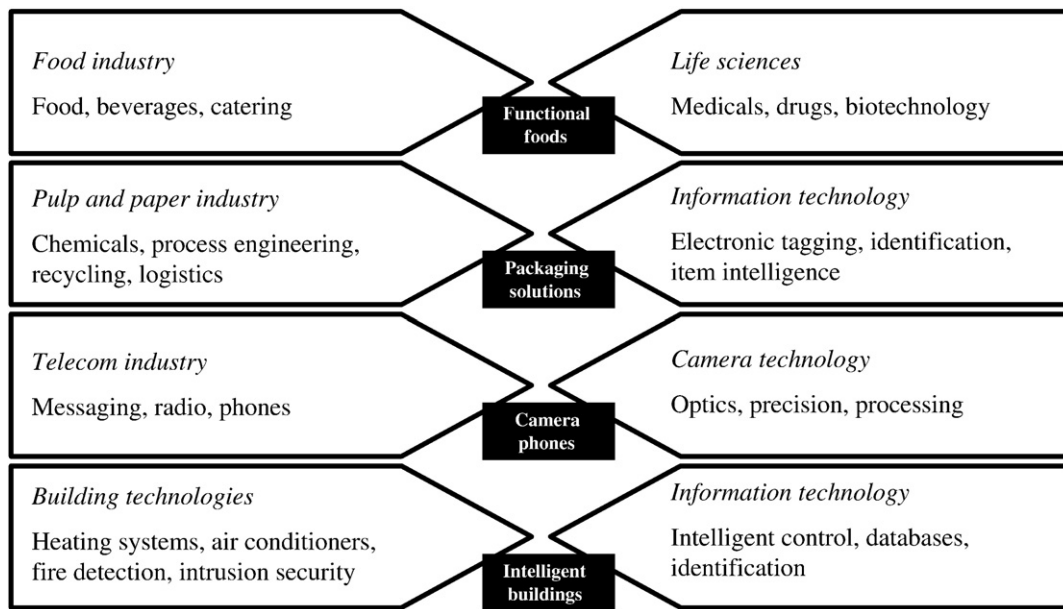 Food industry
Food, beverages, catering
Functional
foods
Life sciences
Medicals, drugs, biotechnology
Pulp and paper industry
Chemicals, process engineering,
recycling, logistics
Packaging
solutions
Information technology
Electronic tagging, identification,
item intelligence
Telecom industry
Messaging, radio, phones
Camera
phones
Camera technology
Optics, precision, processing
Building technologies
Heating systems, air conditioners,
fire detection, intrusion security
Intelligent
buildings
Information technology
Intelligent control, databases,
identification